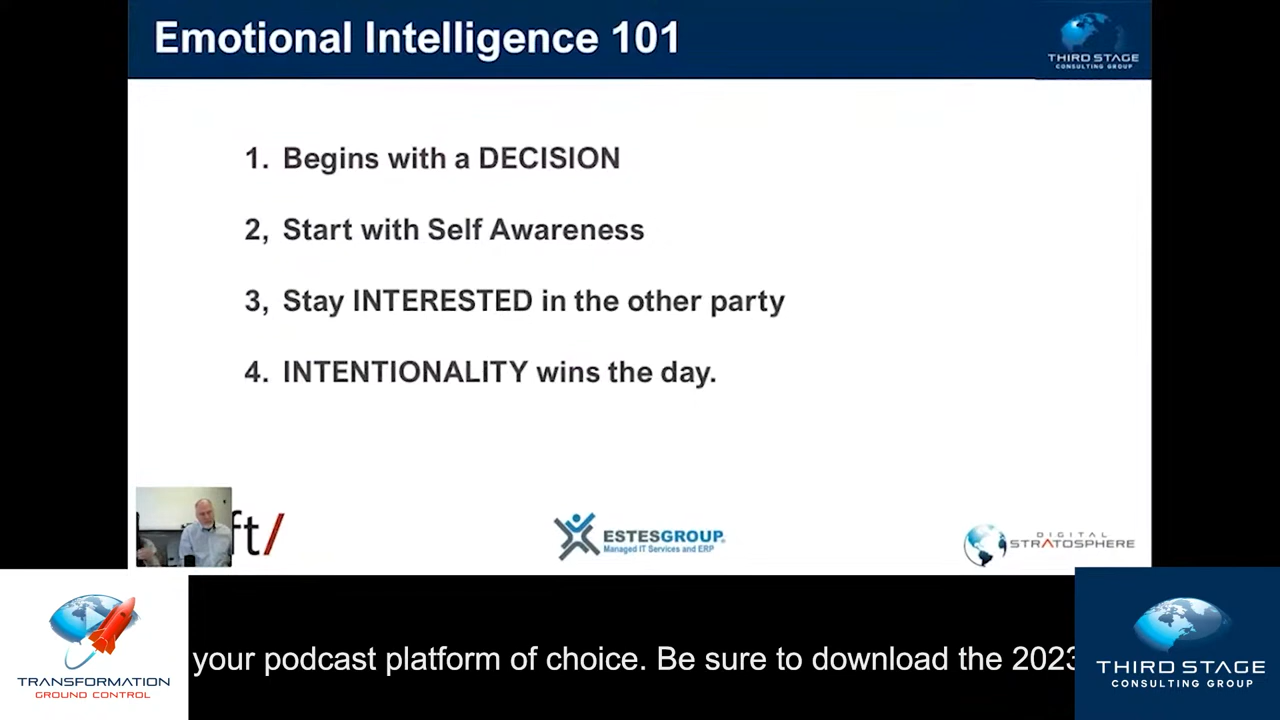 Emotional Intelligence 101
THIRD STAGE
CONSULTING GROUP
1. Begins with a DECISION
2, Start with Self Awareness
3, Stay INTERESTED in the other party
4. INTENTIONALITY wins the day.
ft/
ESTESGROUP
Managed IT Services and ERP
DIGITAL
STRATOSPHERE
TRANSFORMATION
GROUND CONTROL
your podcast platform of choice. Be sure to download the 2023
THIRD STAGE
CONSULTING GROUP